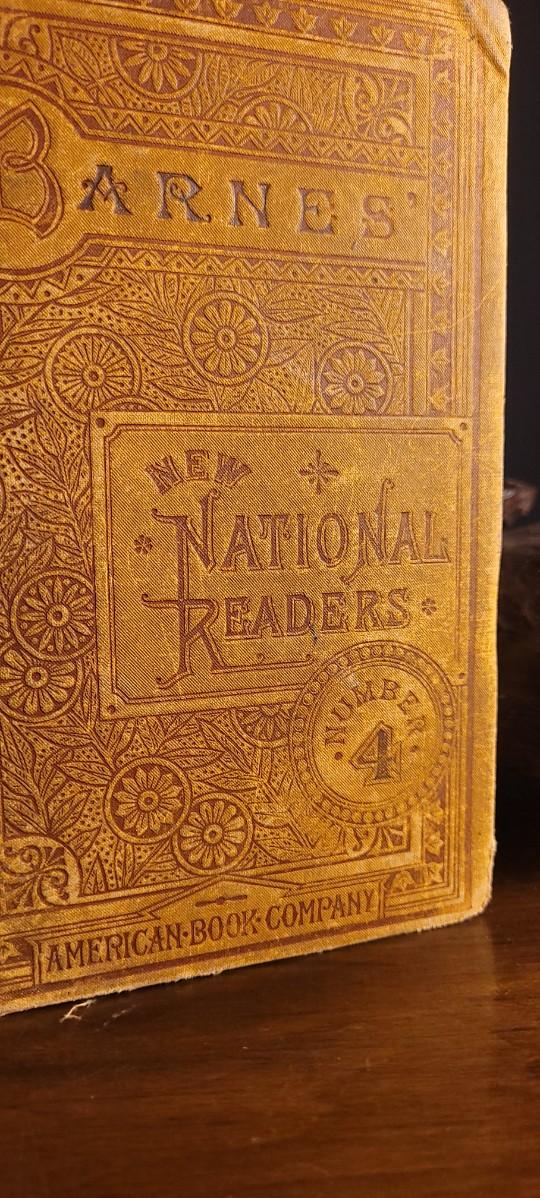 BARNES'
NEW
NATIONAL
READERS
NUMBER
4
AMERICAN·BOOK·COMPANY